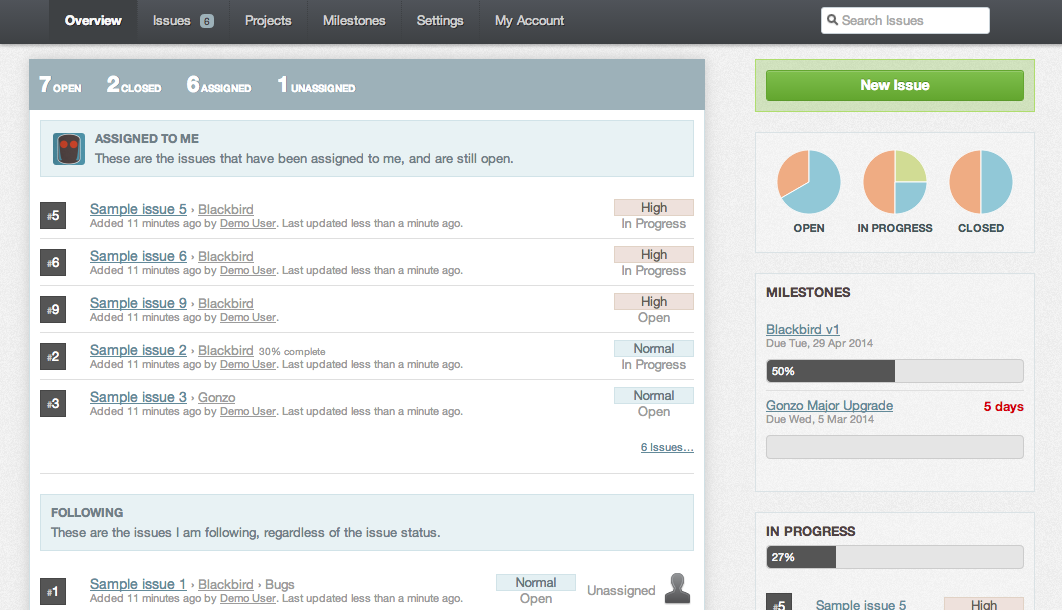 Overview Issues 6 Projects Milestones Settings My Account Search Issues
7 OPEN 2 CLOSED 6 ASSIGNED 1 UNASSIGNED
ASSIGNED TO ME
These are the issues that have been assigned to me, and are still open.
#5 Sample issue 5 › Blackbird High
Added 11 minutes ago by Demo User. Last updated less than a minute ago. In Progress
#6 Sample issue 6 › Blackbird High
Added 11 minutes ago by Demo User. Last updated less than a minute ago. In Progress
#9 Sample issue 9 › Blackbird High
Added 11 minutes ago by Demo User. Open
#2 Sample issue 2 › Blackbird 30% complete Normal
Added 11 minutes ago by Demo User. Last updated less than a minute ago. In Progress
#3 Sample issue 3 › Gonzo Normal
Added 11 minutes ago by Demo User. Last updated less than a minute ago. Open
6 Issues...
FOLLOWING
These are the issues I am following, regardless of the issue status.
#1 Sample issue 1 › Blackbird › Bugs Normal Unassigned
Added 11 minutes ago by Demo User. Last updated less than a minute ago. Open
New Issue
OPEN IN PROGRESS CLOSED
MILESTONES
Blackbird v1
Due Tue, 29 Apr 2014
50%
Gonzo Major Upgrade 5 days
Due Wed, 5 Mar 2014
IN PROGRESS
27%
#5 Sample issue 5 High